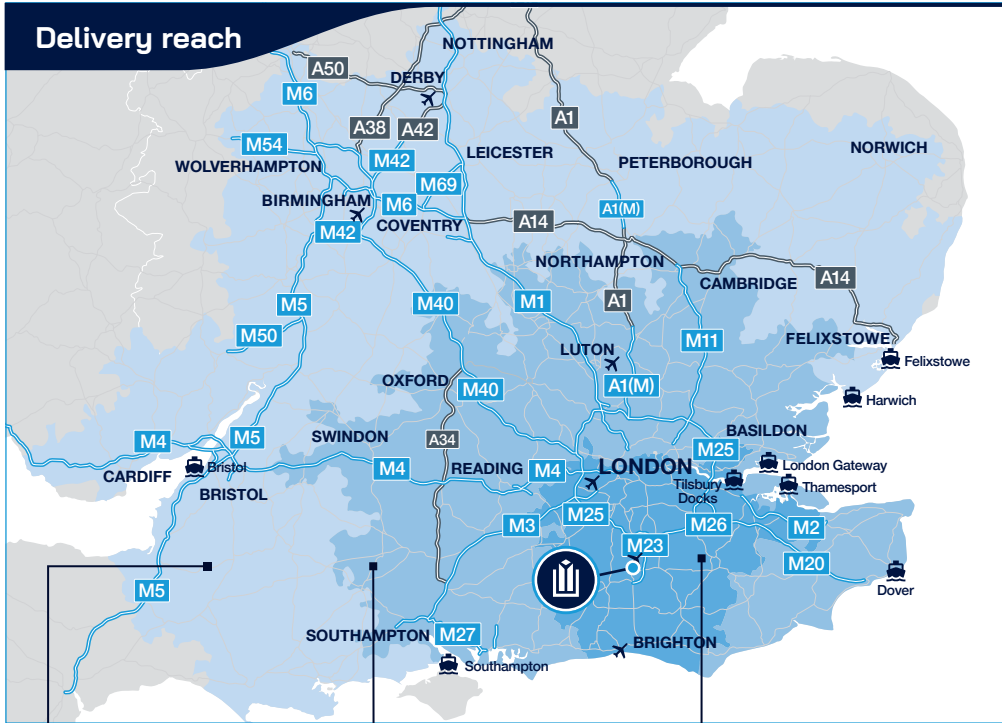 Delivery reach
NOTTINGHAM
A50
DERBY
M6
A1
A38
A42
M54
LEICESTER
NORWICH
WOLVERHAMPTON
M42
PETERBOROUGH
M69
BIRMINGHAM
M6
A1(M)
COVENTRY
A14
M42
NORTHAMPTON
CAMBRIDGE
A14
M5
M40
M1
A1
M50
M11
FELIXSTOWE
LUTON
Felixstowe
OXFORD
M40
A1(M)
Harwich
M4
M5
SWINDON
A34
BASILDON
M25
CARDIFF
Bristol
BRISTOL
M4
READING
M4
LONDON
London Gateway
Tilsbury
Docks
Thamesport
M3
M25
M26
M2
M23
M20
M5
Dover
SOUTHAMPTON
M27
BRIGHTON
Southampton